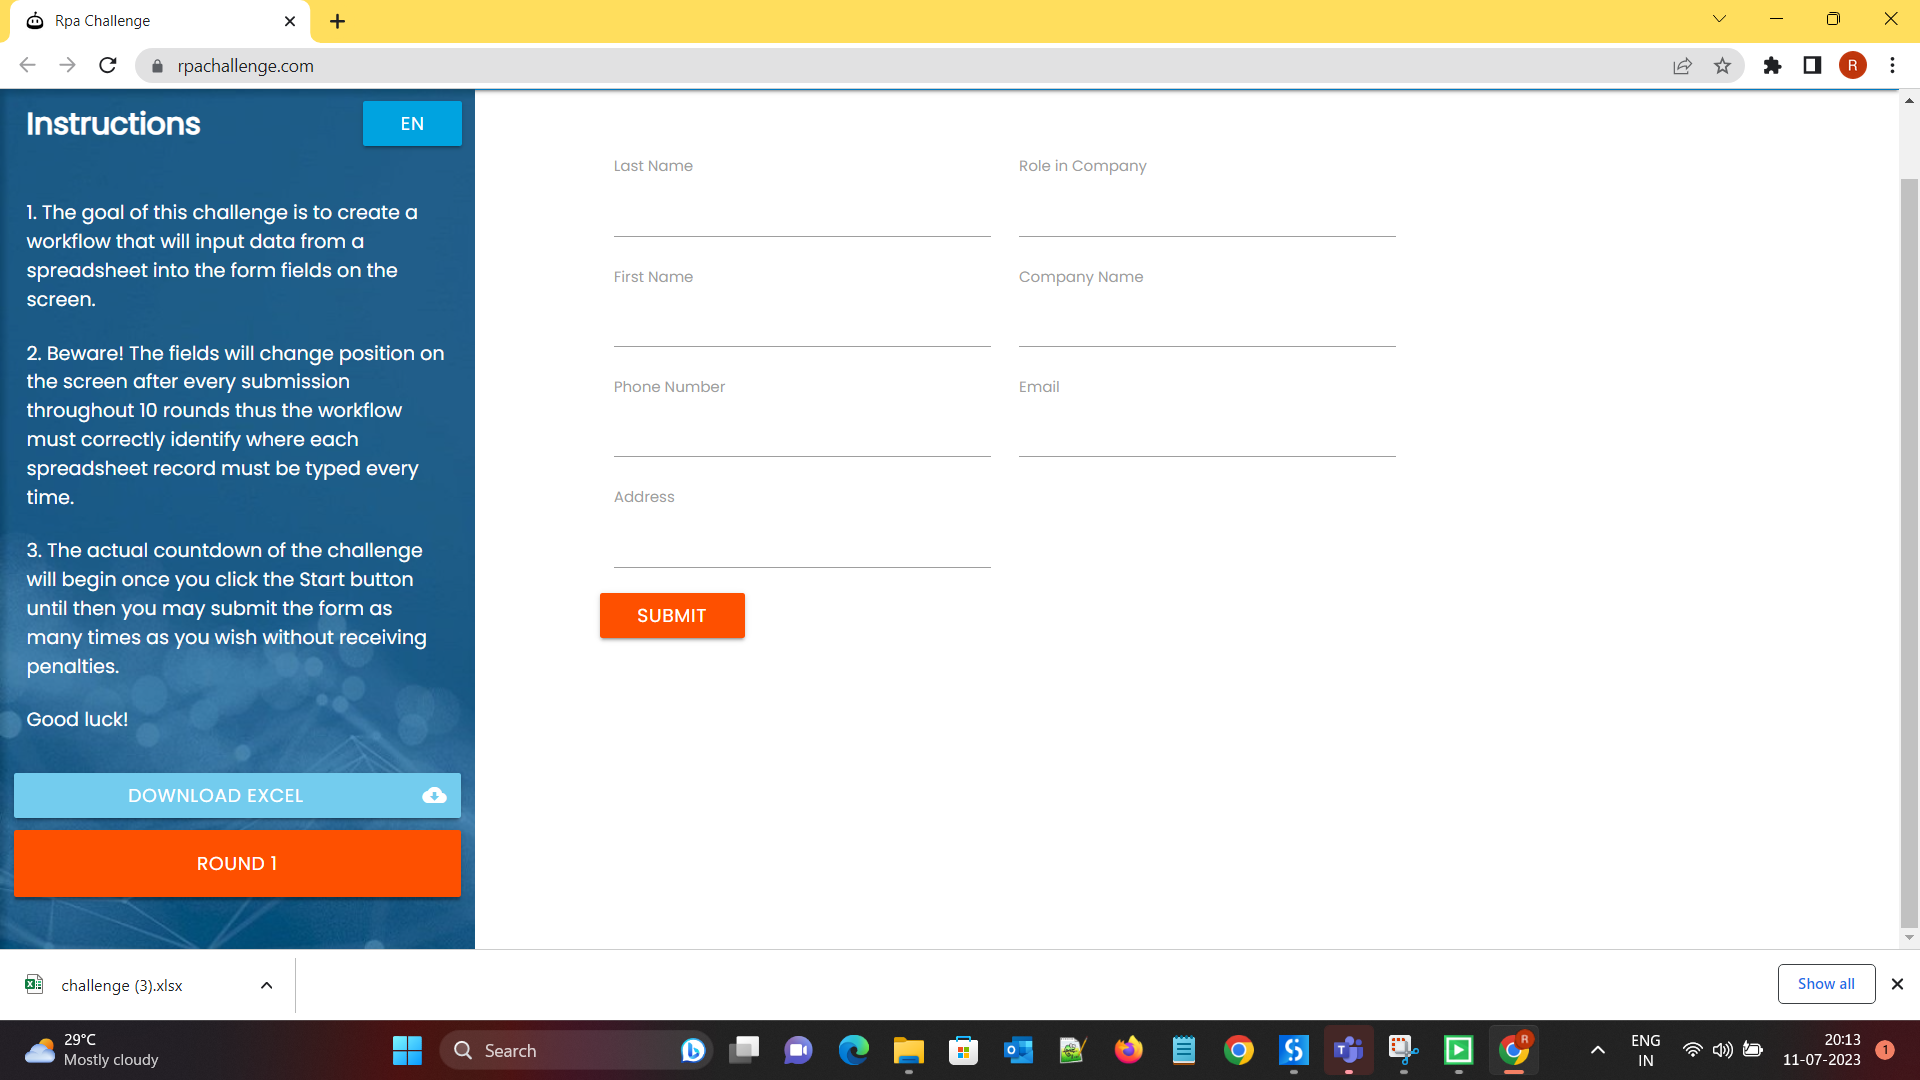 Rpa Challenge
rpachallenge.com
R
Instructions
EN
1. The goal of this challenge is to create a
workflow that will input data from a
spreadsheet into the form fields on the
screen.
2. Beware! The fields will change position on
the screen after every submission
throughout 10 rounds thus the workflow
must correctly identify where each
spreadsheet record must be typed every
time.
3. The actual countdown of the challenge
will begin once you click the Start button
until then you may submit the form as
many times as you wish without receiving
penalties.
Good luck!
DOWNLOAD EXCEL
ROUND 1
Last Name
Role in Company
First Name
Company Name
Phone Number
Email
Address
SUBMIT
challenge (3).xlsx
Show all
29°C
Mostly cloudy
Search
R
ENG
IN
20:13
11-07-2023
1